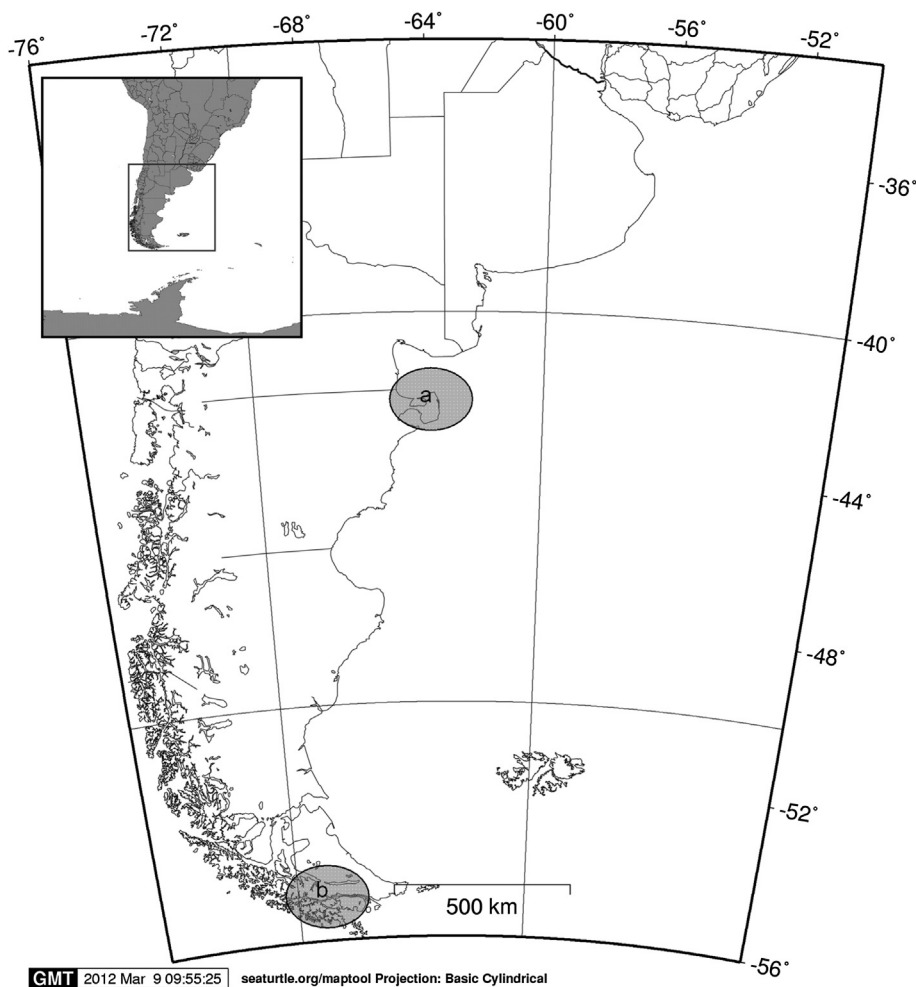 -76° -72° -68° -64° -60° -56° -52°
-36°
-40°
a
-44°
-48°
-52°
b
500 km
-56°
GMT 2012 Mar 9 09:55:25 seaturtle.org/maptool Projection: Basic Cylindrical